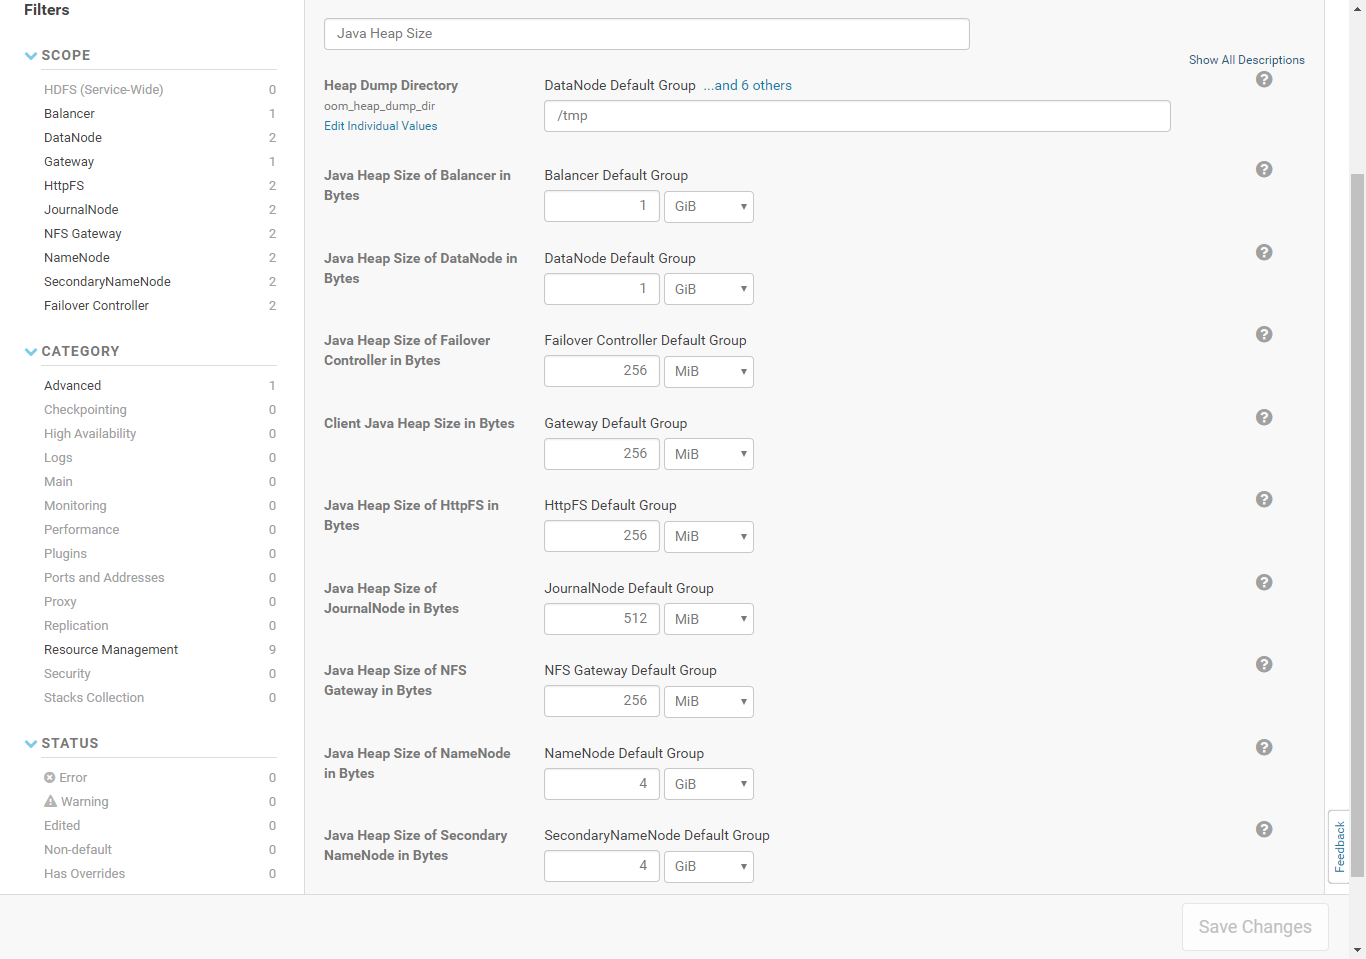 Filters
SCOPE
HDFS (Service-Wide) 0
Balancer 1
DataNode 2
Gateway 1
HttpFS 2
JournalNode 2
NFS Gateway 2
NameNode 2
SecondaryNameNode 2
Failover Controller 2
CATEGORY
Advanced 1
Checkpointing 0
High Availability 0
Logs 0
Main 0
Monitoring 0
Performance 0
Plugins 0
Ports and Addresses 0
Proxy 0
Replication 0
Resource Management 9
Security 0
Stacks Collection 0
STATUS
Error 0
Warning 0
Edited 0
Non-default 0
Has Overrides 0
Java Heap Size
Show All Descriptions
Heap Dump Directory
oom_heap_dump_dir
Edit Individual Values
DataNode Default Group ...and 6 others
/tmp
Java Heap Size of Balancer in
Bytes
Balancer Default Group
1 GiB
Java Heap Size of DataNode in
Bytes
DataNode Default Group
1 GiB
Java Heap Size of Failover
Controller in Bytes
Failover Controller Default Group
256 MiB
Client Java Heap Size in Bytes
Gateway Default Group
256 MiB
Java Heap Size of HttpFS in
Bytes
HttpFS Default Group
256 MiB
Java Heap Size of
JournalNode in Bytes
JournalNode Default Group
512 MiB
Java Heap Size of NFS
Gateway in Bytes
NFS Gateway Default Group
256 MiB
Java Heap Size of NameNode
in Bytes
NameNode Default Group
4 GiB
Java Heap Size of Secondary
NameNode in Bytes
SecondaryNameNode Default Group
4 GiB
Feedback
Save Changes